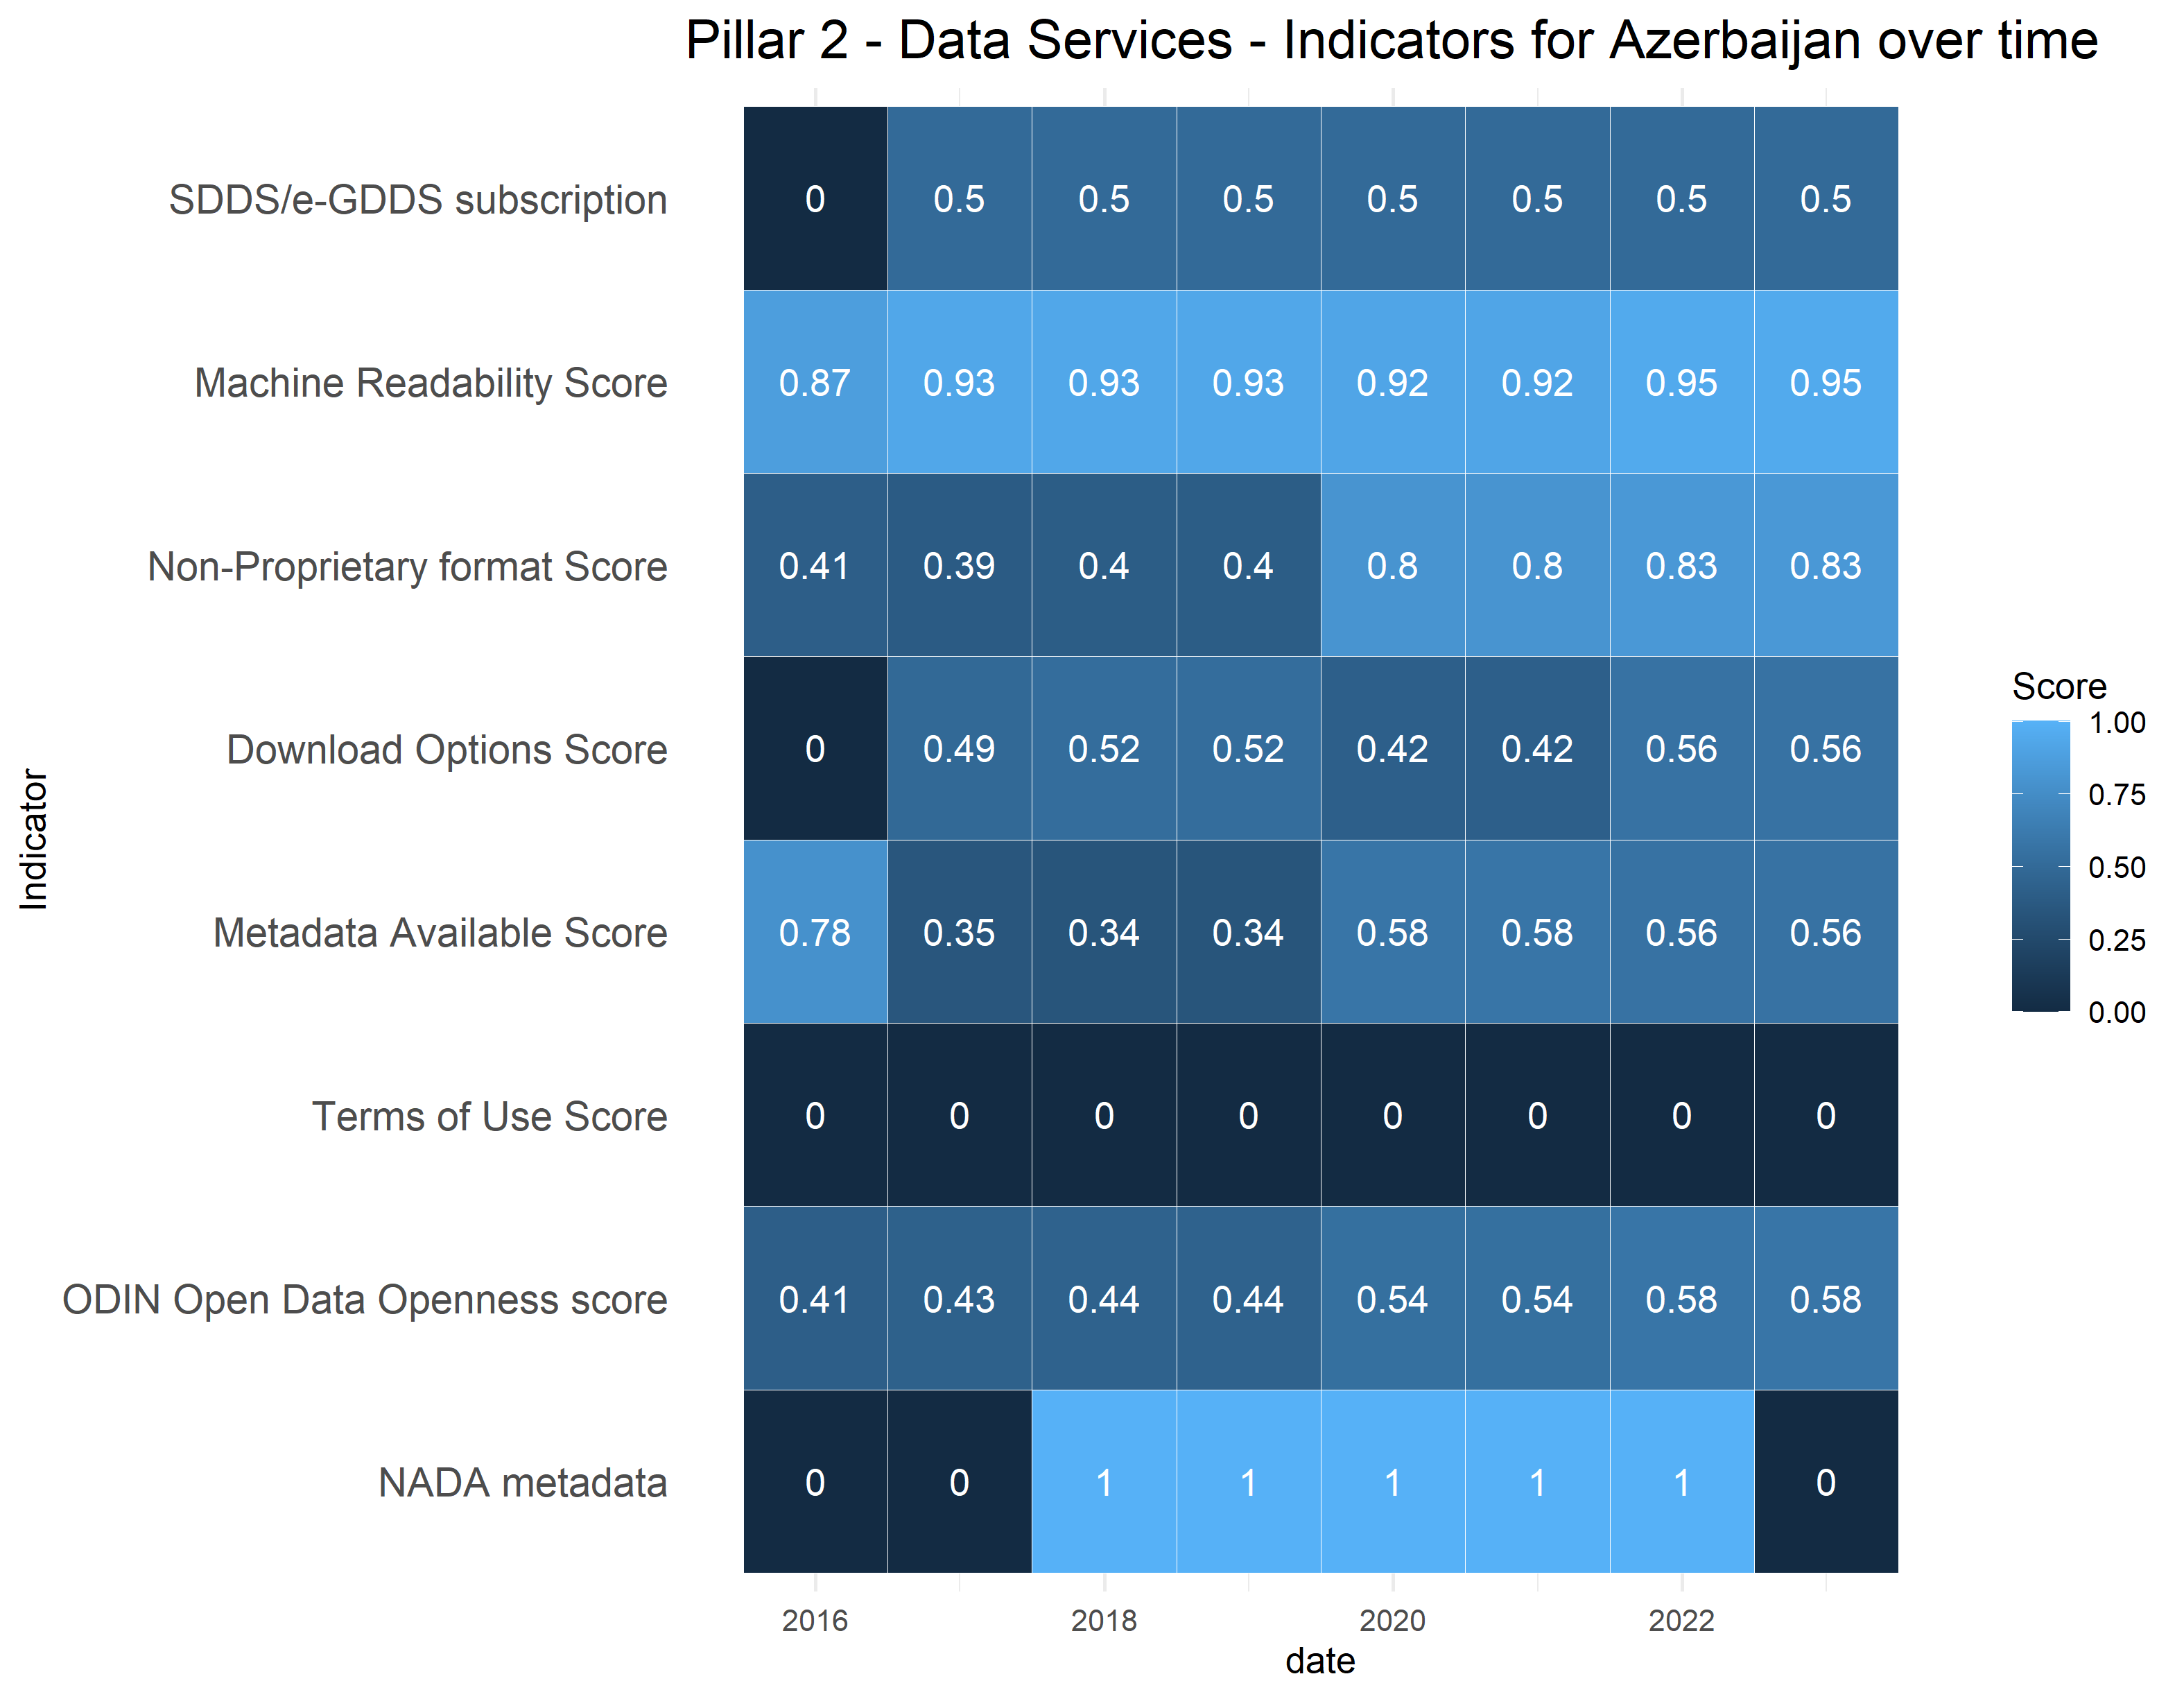 Pillar 2 - Data Services - Indicators for Azerbaijan over time
SDDS/e-GDDS subscription 0 0.5 0.5 0.5 0.5 0.5 0.5 0.5
Machine Readability Score 0.87 0.93 0.93 0.93 0.92 0.92 0.95 0.95
Non-Proprietary format Score 0.41 0.39 0.4 0.4 0.8 0.8 0.83 0.83
Download Options Score 0 0.49 0.52 0.52 0.42 0.42 0.56 0.56
Metadata Available Score 0.78 0.35 0.34 0.34 0.58 0.58 0.56 0.56
Terms of Use Score 0 0 0 0 0 0 0 0
ODIN Open Data Openness score 0.41 0.43 0.44 0.44 0.54 0.54 0.58 0.58
NADA metadata 0 0 1 1 1 1 1 0
2016 2018 2020 2022
date
Indicator
Score
1.00
0.75
0.50
0.25
0.00